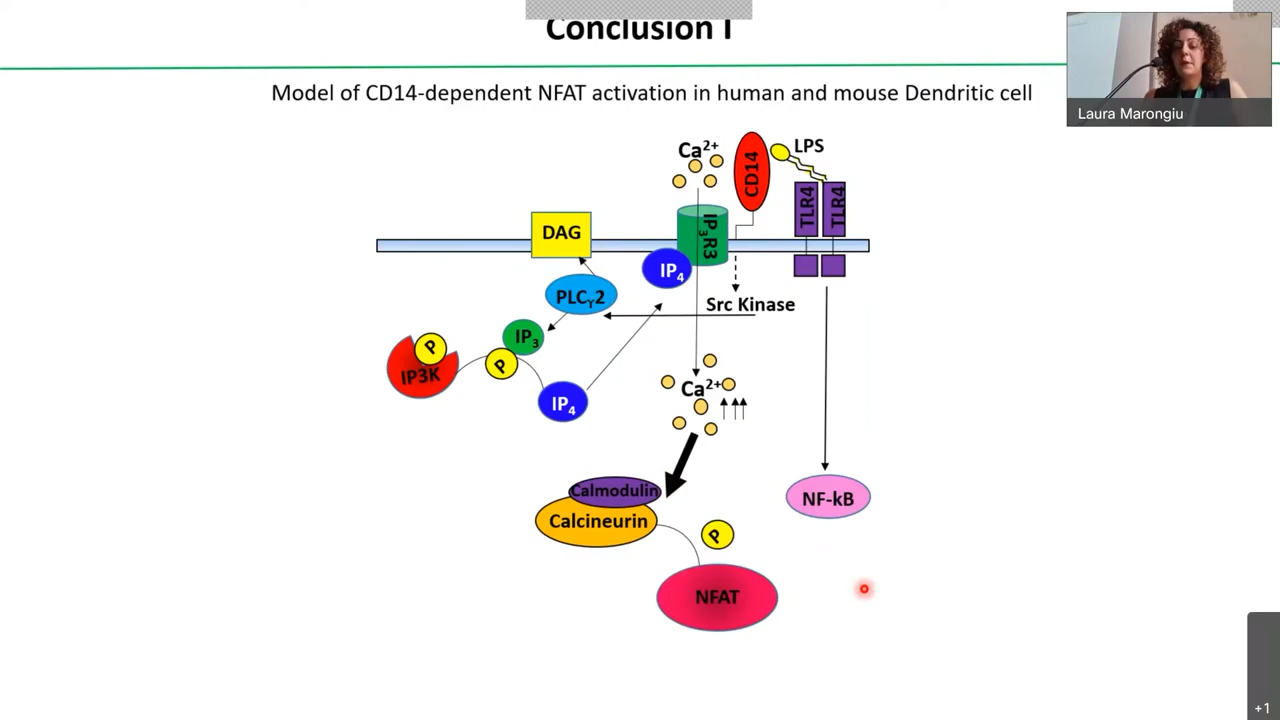 Conclusion I
Laura Marongiu
Model of CD14-dependent NFAT activation in human and mouse Dendritic cell
Ca2+
CD14
LPS
TLR4
TLR4
DAG
IP3R3
IP4
PLCγ2
Src Kinase
IP3
P
P
IP3K
IP4
Ca2+
Calmodulin
Calcineurin
NF-kB
P
NFAT
+1